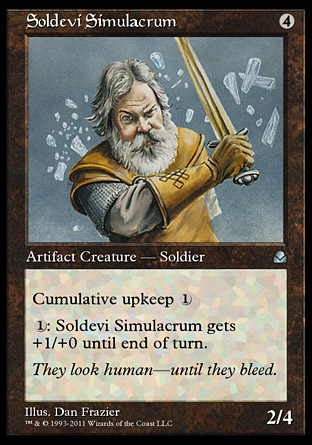 Soldevi Simulacrum 4
Artifact Creature — Soldier
Cumulative upkeep 1
1: Soldevi Simulacrum gets
+1/+0 until end of turn.
They look human—until they bleed.
Illus. Dan Frazier
™ & © 1993-2011 Wizards of the Coast LLC
2/4